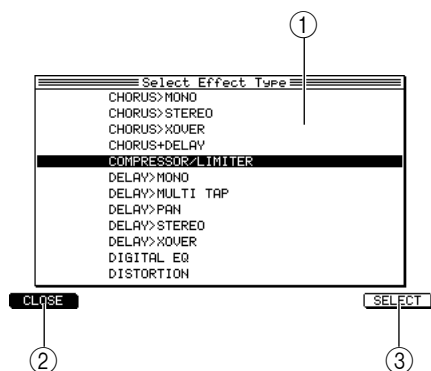 ①
Select Effect Type
CHORUS>MONO
CHORUS>STEREO
CHORUS>XOVER
CHORUS+DELAY
COMPRESSOR/LIMITER
DELAY>MONO
DELAY>MULTI TAP
DELAY>PAN
DELAY>STEREO
DELAY>XOVER
DIGITAL EQ
DISTORTION
CLOSE SELECT
② ③